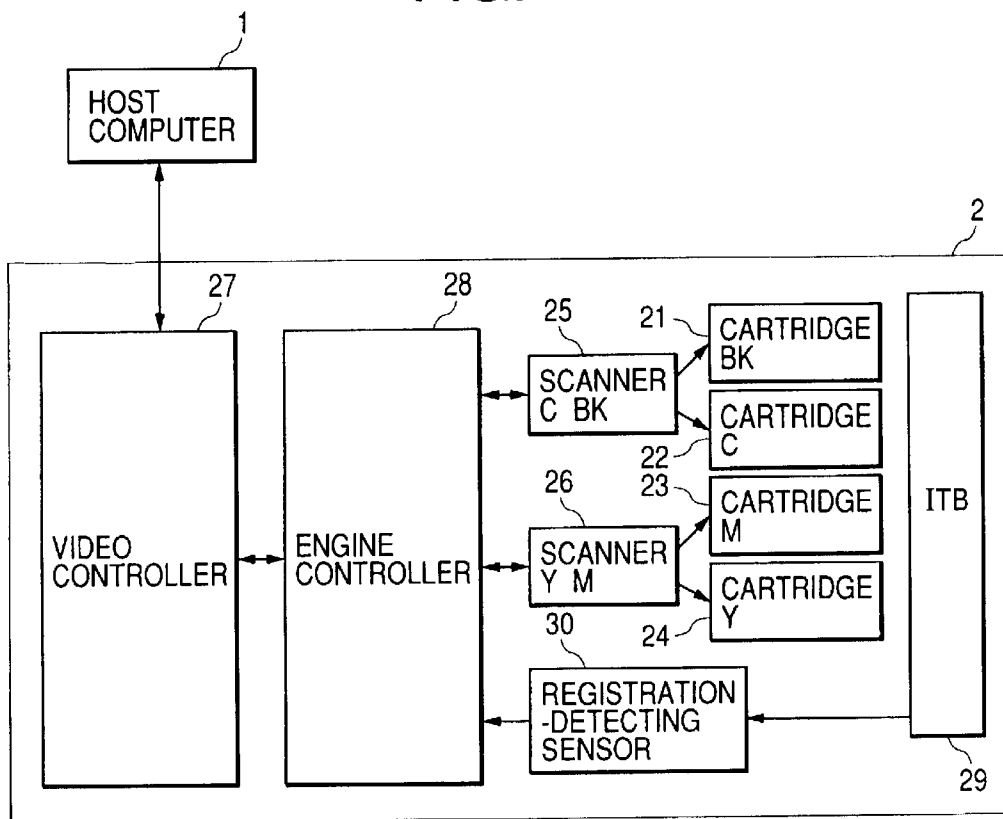 1
HOST
COMPUTER
2
27
28
25
21
CARTRIDGE
BK
SCANNER
C BK
CARTRIDGE
C
22
23
26
CARTRIDGE
M
ITB
VIDEO
CONTROLLER
ENGINE
CONTROLLER
SCANNER
Y M
CARTRIDGE
Y
24
30
REGISTRATION
-DETECTING
SENSOR
29